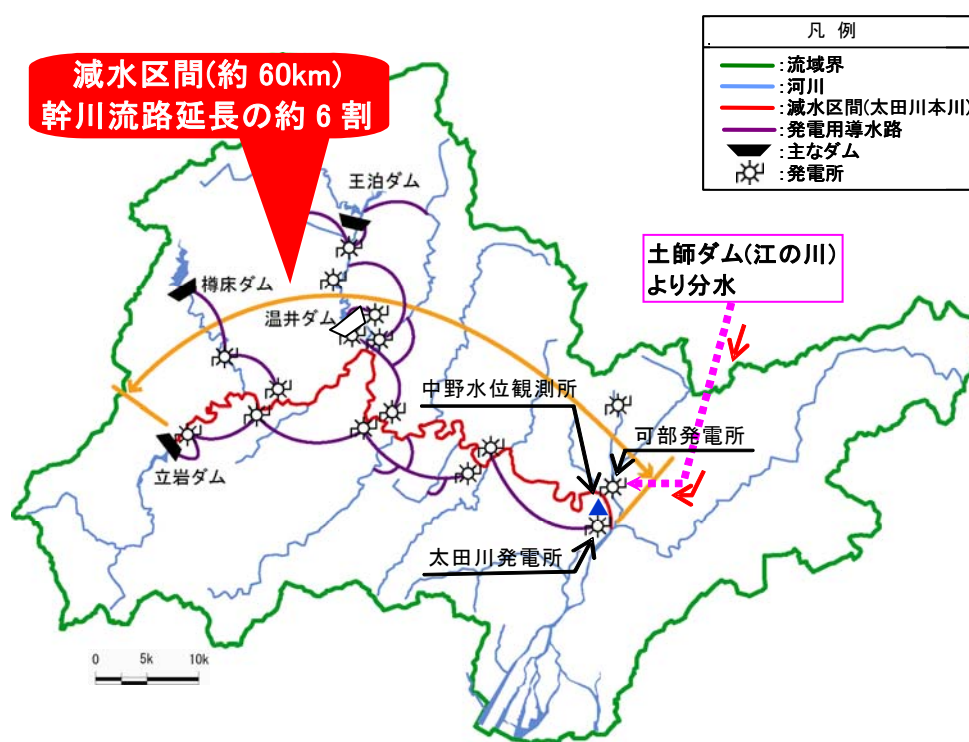 減水区間(約 60km)
幹川流路延長の約 6 割
凡 例
:流域界
:河川
:減水区間(太田川本川)
:発電用導水路
:主なダム
:発電所
王泊ダム
樽床ダム
温井ダム
土師ダム(江の川)
より分水
中野水位観測所
可部発電所
立岩ダム
太田川発電所
0 5k 10k